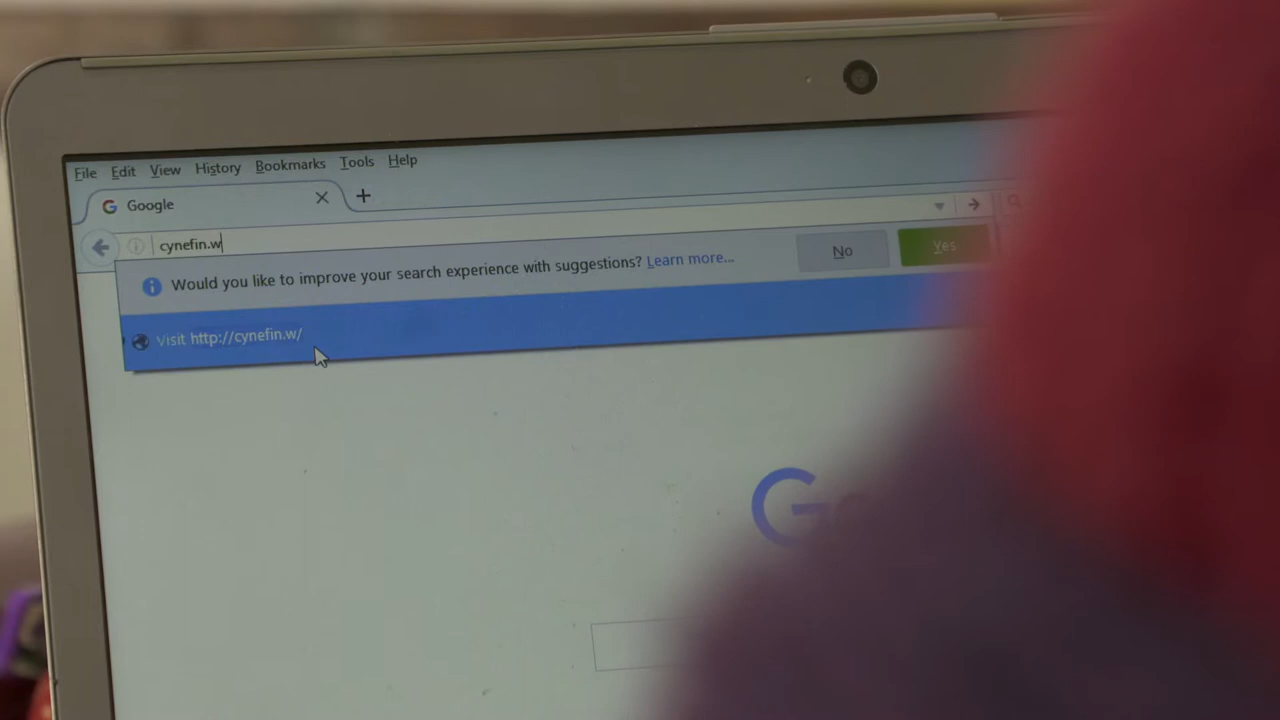 File Edit View History Bookmarks Tools Help
Google
cynefin.w
Would you like to improve your search experience with suggestions? Learn more... No Yes
Visit http://cynefin.w/
G